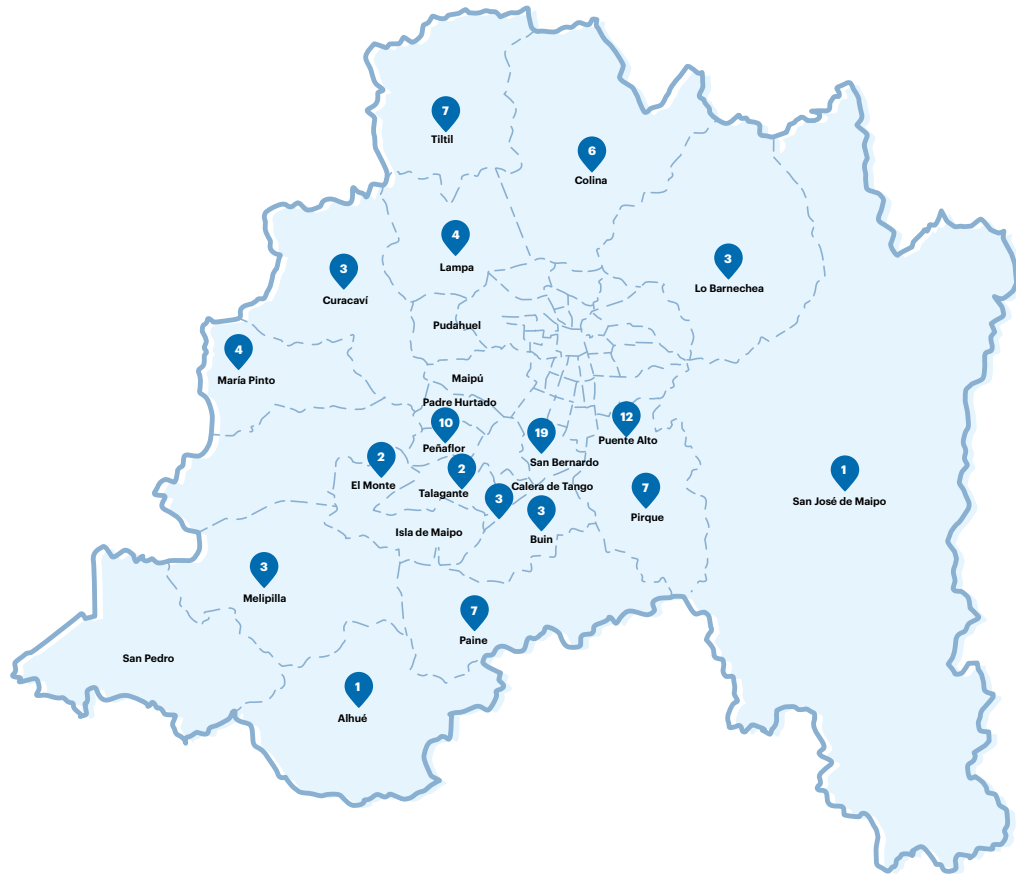 7
Tiltil
6
Colina
4
Lampa
3
Curacaví
3
Lo Barnechea
Pudahuel
4
María Pinto
Maipú
Padre Hurtado
10
Peñaflor
12
Puente Alto
19
San Bernardo
2
El Monte
2
Talagante
1
San José de Maipo
Calera de Tango
3
7
Pirque
3
Buin
Isla de Maipo
3
Melipilla
7
Paine
San Pedro
1
Alhué